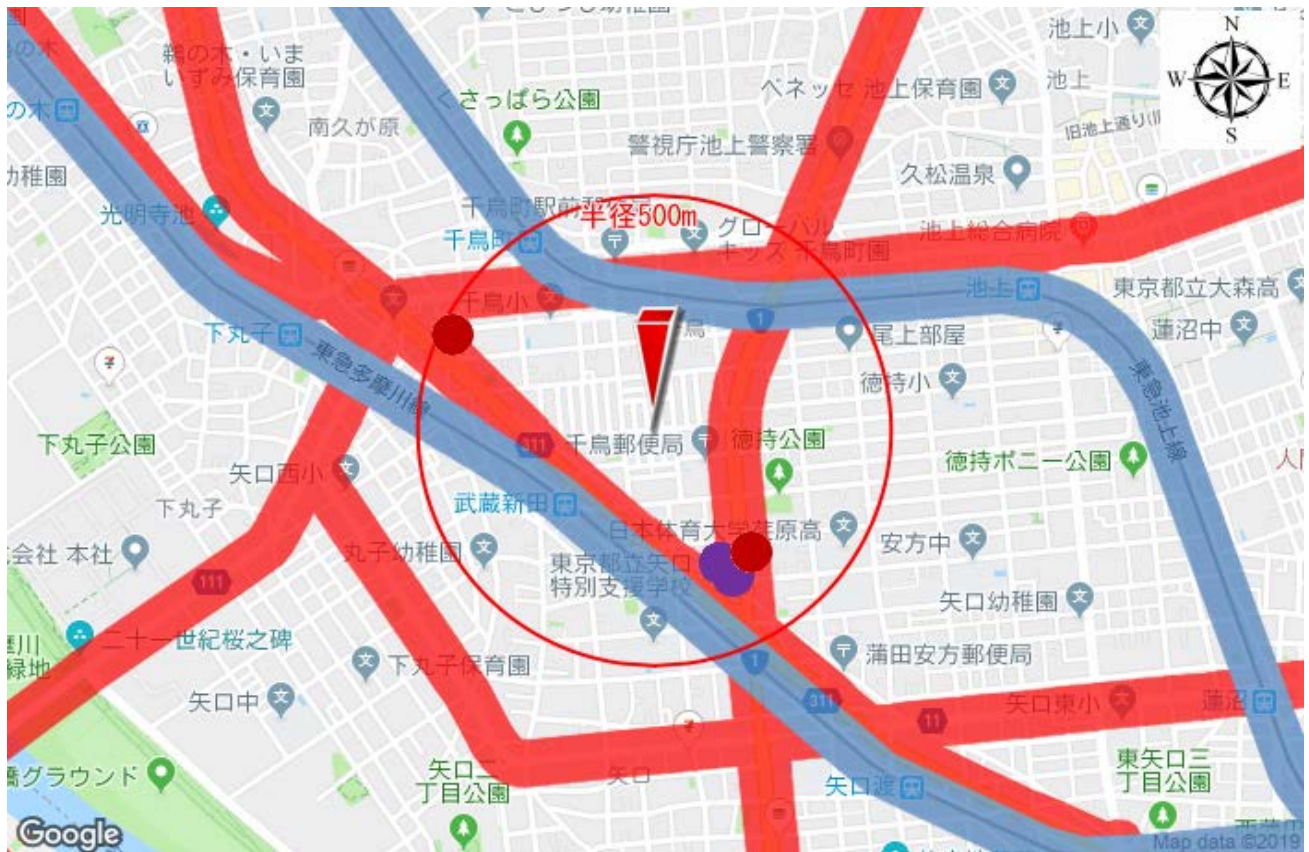 池上小
N
W
E
S
鵜の木・いま
いずみ保育園
くさっぱら公園
ベネッセ 池上保育園
池上
南久が原
警視庁池上警察署
旧池上通り(旧
久松温泉
光明寺池
半径500m
千鳥町
グローバル
キッズ 千鳥町園
池上総合病院
千鳥小
池上
東京都立大森高
下丸子
1
尾上部屋
蓮沼中
東急多摩川線
徳持小
東急池上線
下丸子公園
311
千鳥郵便局
徳持公園
徳持ポニー公園
矢口西小
下丸子
武蔵新田
日本体育大学荏原高
安方中
会社 本社
丸子幼稚園
東京都立矢口
特別支援学校
111
矢口幼稚園
二十一世紀桜之碑
下丸子保育園
1
蒲田安方郵便局
緑地
矢口中
311
11
矢口東小
蓮沼
橋グラウンド
矢口二
丁目公園
矢口
矢口渡
東矢口三
丁目公園
Google
Map data ©2019